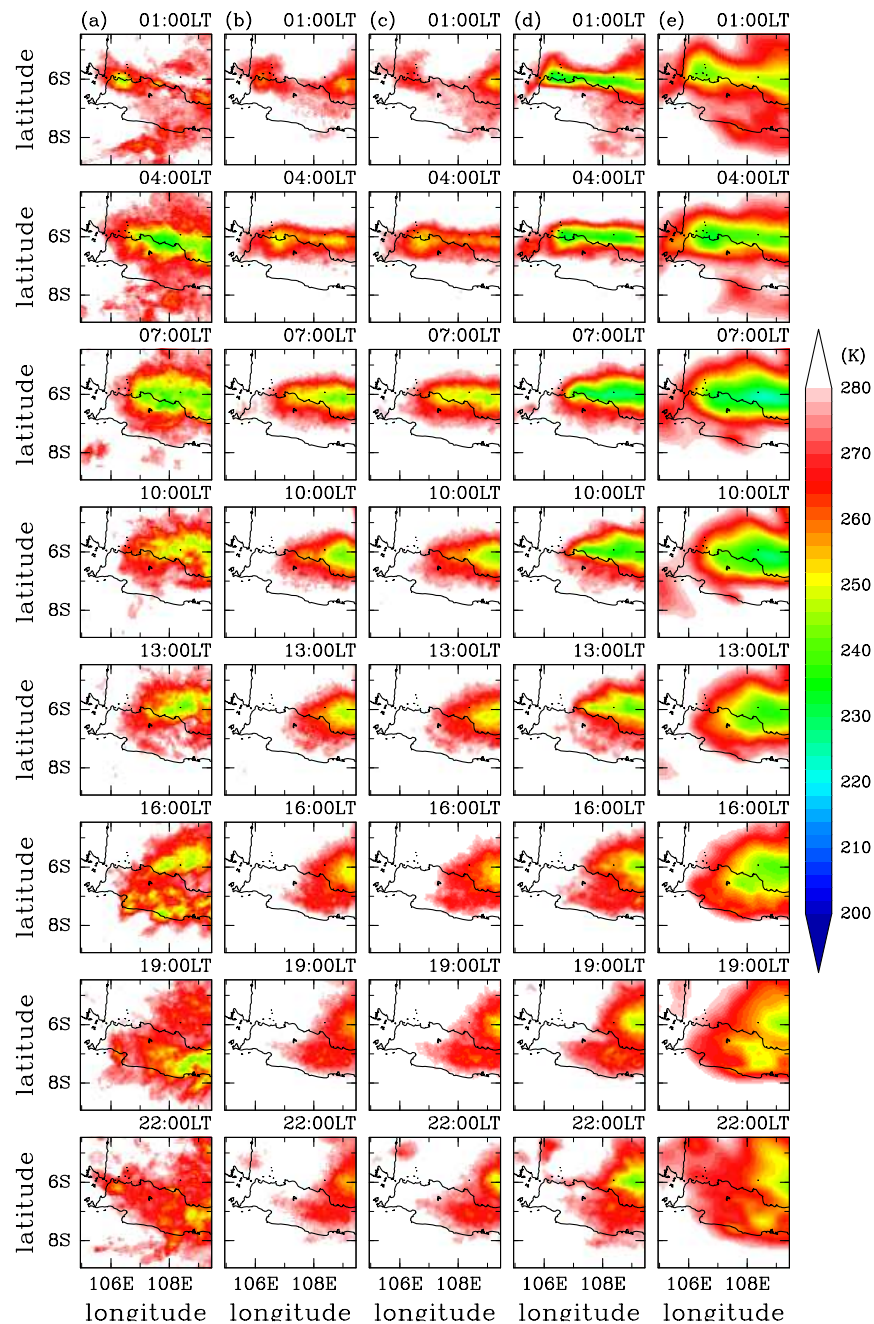 (a) 01:00LT (b) 01:00LT (c) 01:00LT (d) 01:00LT (e) 01:00LT
latitude 6S 8S
04:00LT 04:00LT 04:00LT 04:00LT 04:00LT
latitude 6S 8S
07:00LT 07:00LT 07:00LT 07:00LT 07:00LT
latitude 6S 8S
10:00LT 10:00LT 10:00LT 10:00LT 10:00LT
latitude 6S 8S
13:00LT 13:00LT 13:00LT 13:00LT 13:00LT
latitude 6S 8S
16:00LT 16:00LT 16:00LT 16:00LT 16:00LT
latitude 6S 8S
19:00LT 19:00LT 19:00LT 19:00LT 19:00LT
latitude 6S 8S
22:00LT 22:00LT 22:00LT 22:00LT 22:00LT
latitude 6S 8S
106E 108E 106E 108E 106E 108E 106E 108E 106E 108E
longitude longitude longitude longitude longitude
(K)
280
270
260
250
240
230
220
210
200